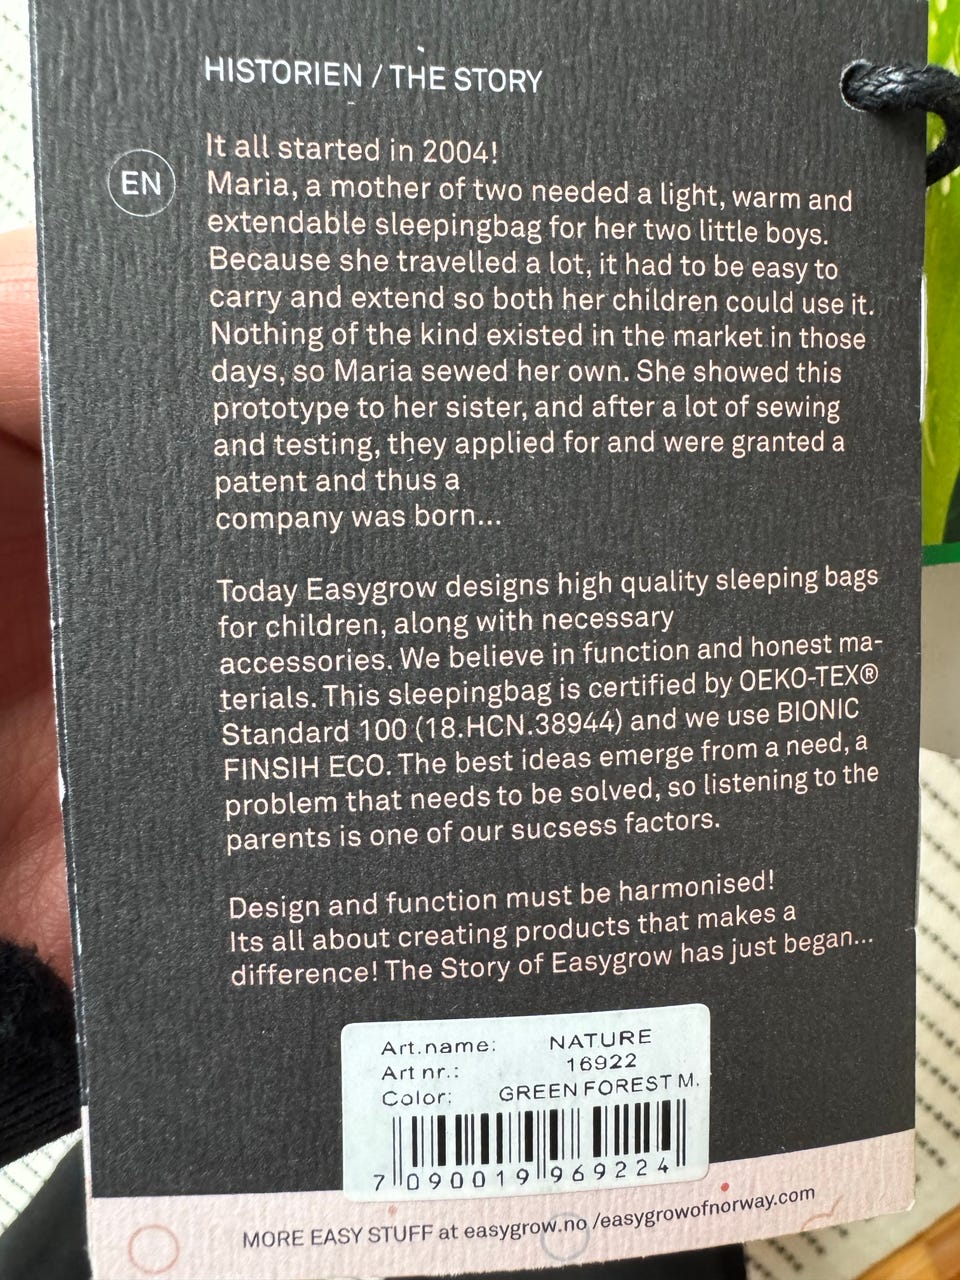 HISTORIEN / THE STORY
EN
It all started in 2004!
Maria, a mother of two needed a light, warm and
extendable sleepingbag for her two little boys.
Because she travelled a lot, it had to be easy to
carry and extend so both her children could use it.
Nothing of the kind existed in the market in those
days, so Maria sewed her own. She showed this
prototype to her sister, and after a lot of sewing
and testing, they applied for and were granted a
patent and thus a
company was born...
Today Easygrow designs high quality sleeping bags
for children, along with necessary
accessories. We believe in function and honest ma-
terials. This sleepingbag is certified by OEKO-TEX®
Standard 100 (18.HCN.38944) and we use BIONIC
FINSIH ECO. The best ideas emerge from a need, a
problem that needs to be solved, so listening to the
parents is one of our sucsess factors.
Design and function must be harmonised!
Its all about creating products that makes a
difference! The Story of Easygrow has just began...
Art.name: NATURE
Art nr.: 16922
Color: GREEN FOREST M.
7 090019 969224
MORE EASY STUFF at easygrow.no /easygrowofnorway.com